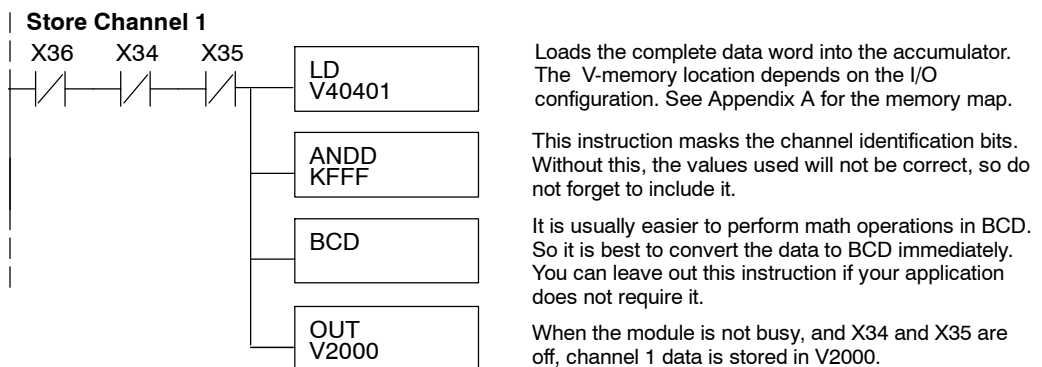 Store Channel 1
X36 X34 X35
LD
V40401
Loads the complete data word into the accumulator.
The V-memory location depends on the I/O
configuration. See Appendix A for the memory map.
ANDD
KFFF
This instruction masks the channel identification bits.
Without this, the values used will not be correct, so do
not forget to include it.
BCD
It is usually easier to perform math operations in BCD.
So it is best to convert the data to BCD immediately.
You can leave out this instruction if your application
does not require it.
OUT
V2000
When the module is not busy, and X34 and X35 are
off, channel 1 data is stored in V2000.